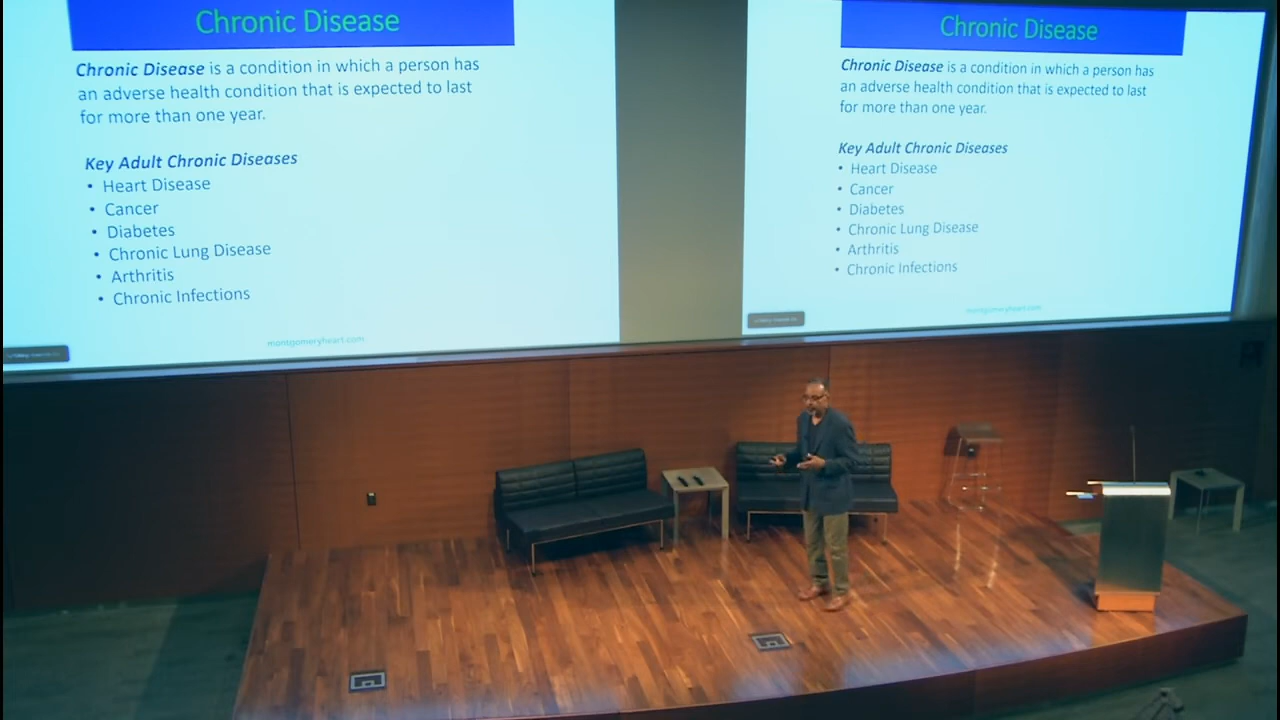 Chronic Disease
Chronic Disease is a condition in which a person has
an adverse health condition that is expected to last
for more than one year.
Key Adult Chronic Diseases
• Heart Disease
• Cancer
• Diabetes
• Chronic Lung Disease
• Arthritis
• Chronic Infections
montgomeryheart.com
Chronic Disease
Chronic Disease is a condition in which a person has
an adverse health condition that is expected to last
for more than one year.
Key Adult Chronic Diseases
• Heart Disease
• Cancer
• Diabetes
• Chronic Lung Disease
• Arthritis
• Chronic Infections
montgomeryheart.com